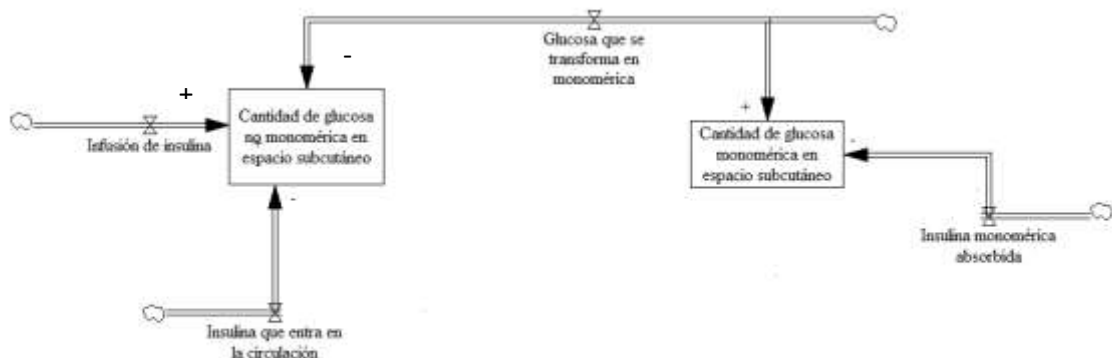 Glucosa que se
transforma en
monomérica
-
+
Cantidad de glucosa
no monomérica en
espacio subcutáneo
Infusión de insulina
+
Cantidad de glucosa
monomérica en
espacio subcutáneo
-
-
Insulina monomérica
absorbida
Insulina que entra en
la circulación